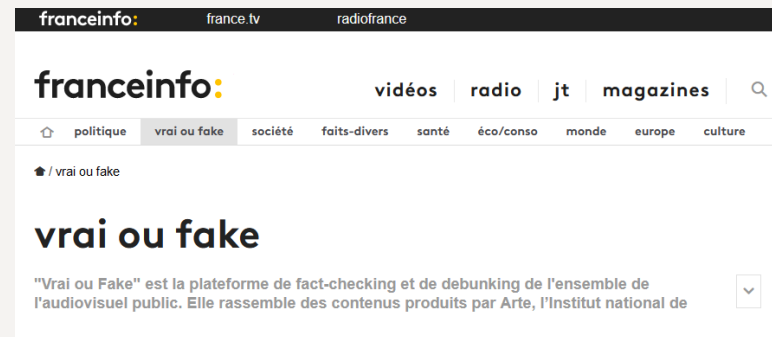 franceinfo: france.tv radiofrance
franceinfo: vidéos radio jt magazines
politique vrai ou fake société faits-divers santé éco/conso monde europe culture
/ vrai ou fake
vrai ou fake
"Vrai ou Fake" est la plateforme de fact-checking et de debunking de l'ensemble de
l'audiovisuel public. Elle rassemble des contenus produits par Arte, l’Institut national de